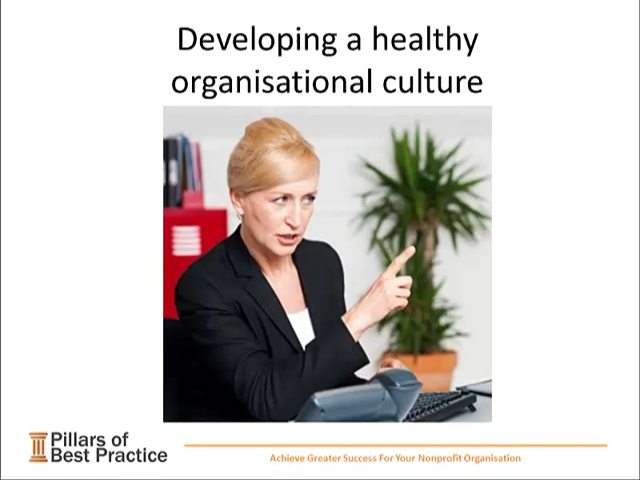 Developing a healthy
organisational culture
Pillars of
Best Practice
Achieve Greater Success For Your Nonprofit Organisation